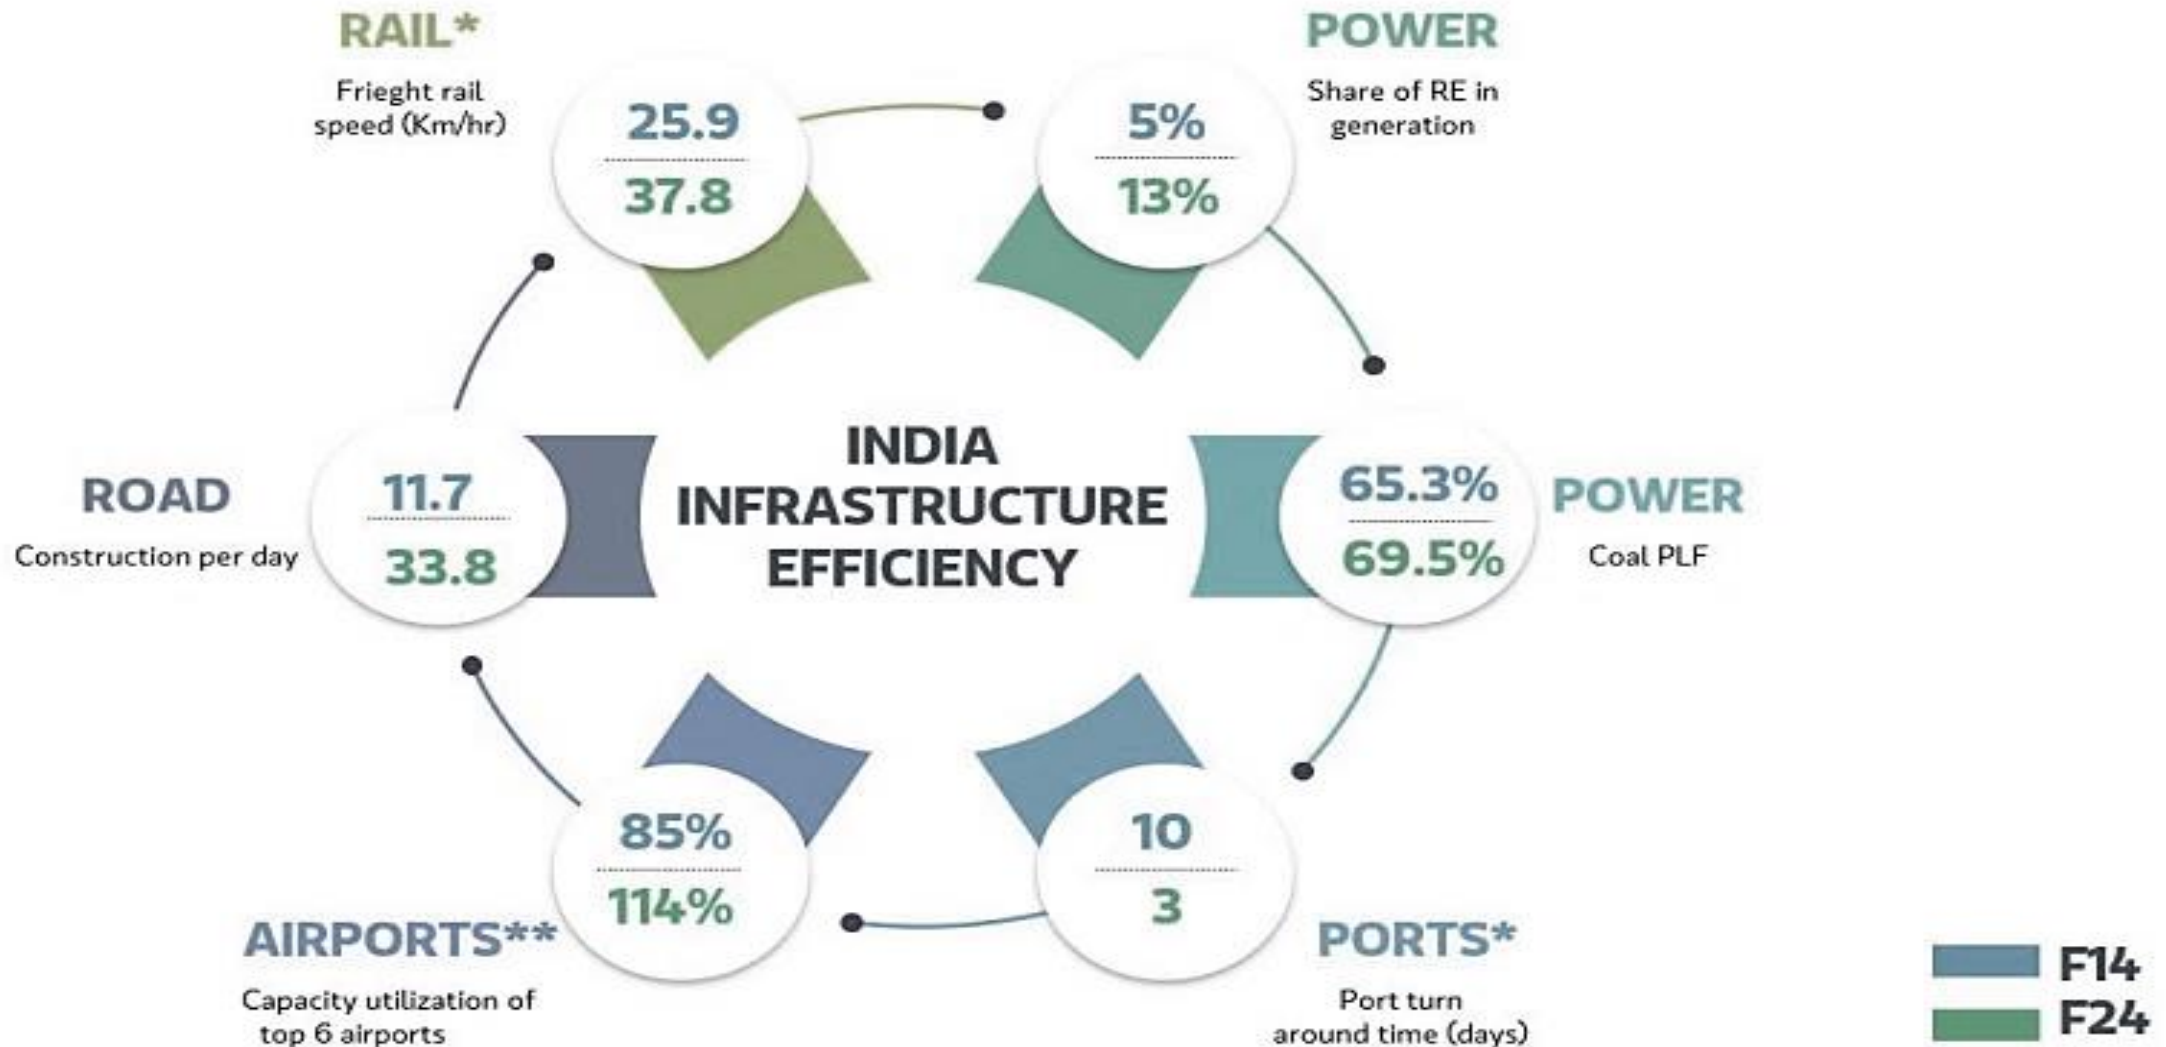 RAIL*
Frieght rail
speed (Km/hr)
25.9
37.8
POWER
Share of RE in
generation
5%
13%
ROAD
Construction per day
11.7
33.8
INDIA
INFRASTRUCTURE
EFFICIENCY
65.3%
69.5%
POWER
Coal PLF
AIRPORTS**
Capacity utilization of
top 6 airports
85%
114%
10
3
PORTS*
Port turn
around time (days)
F14
F24